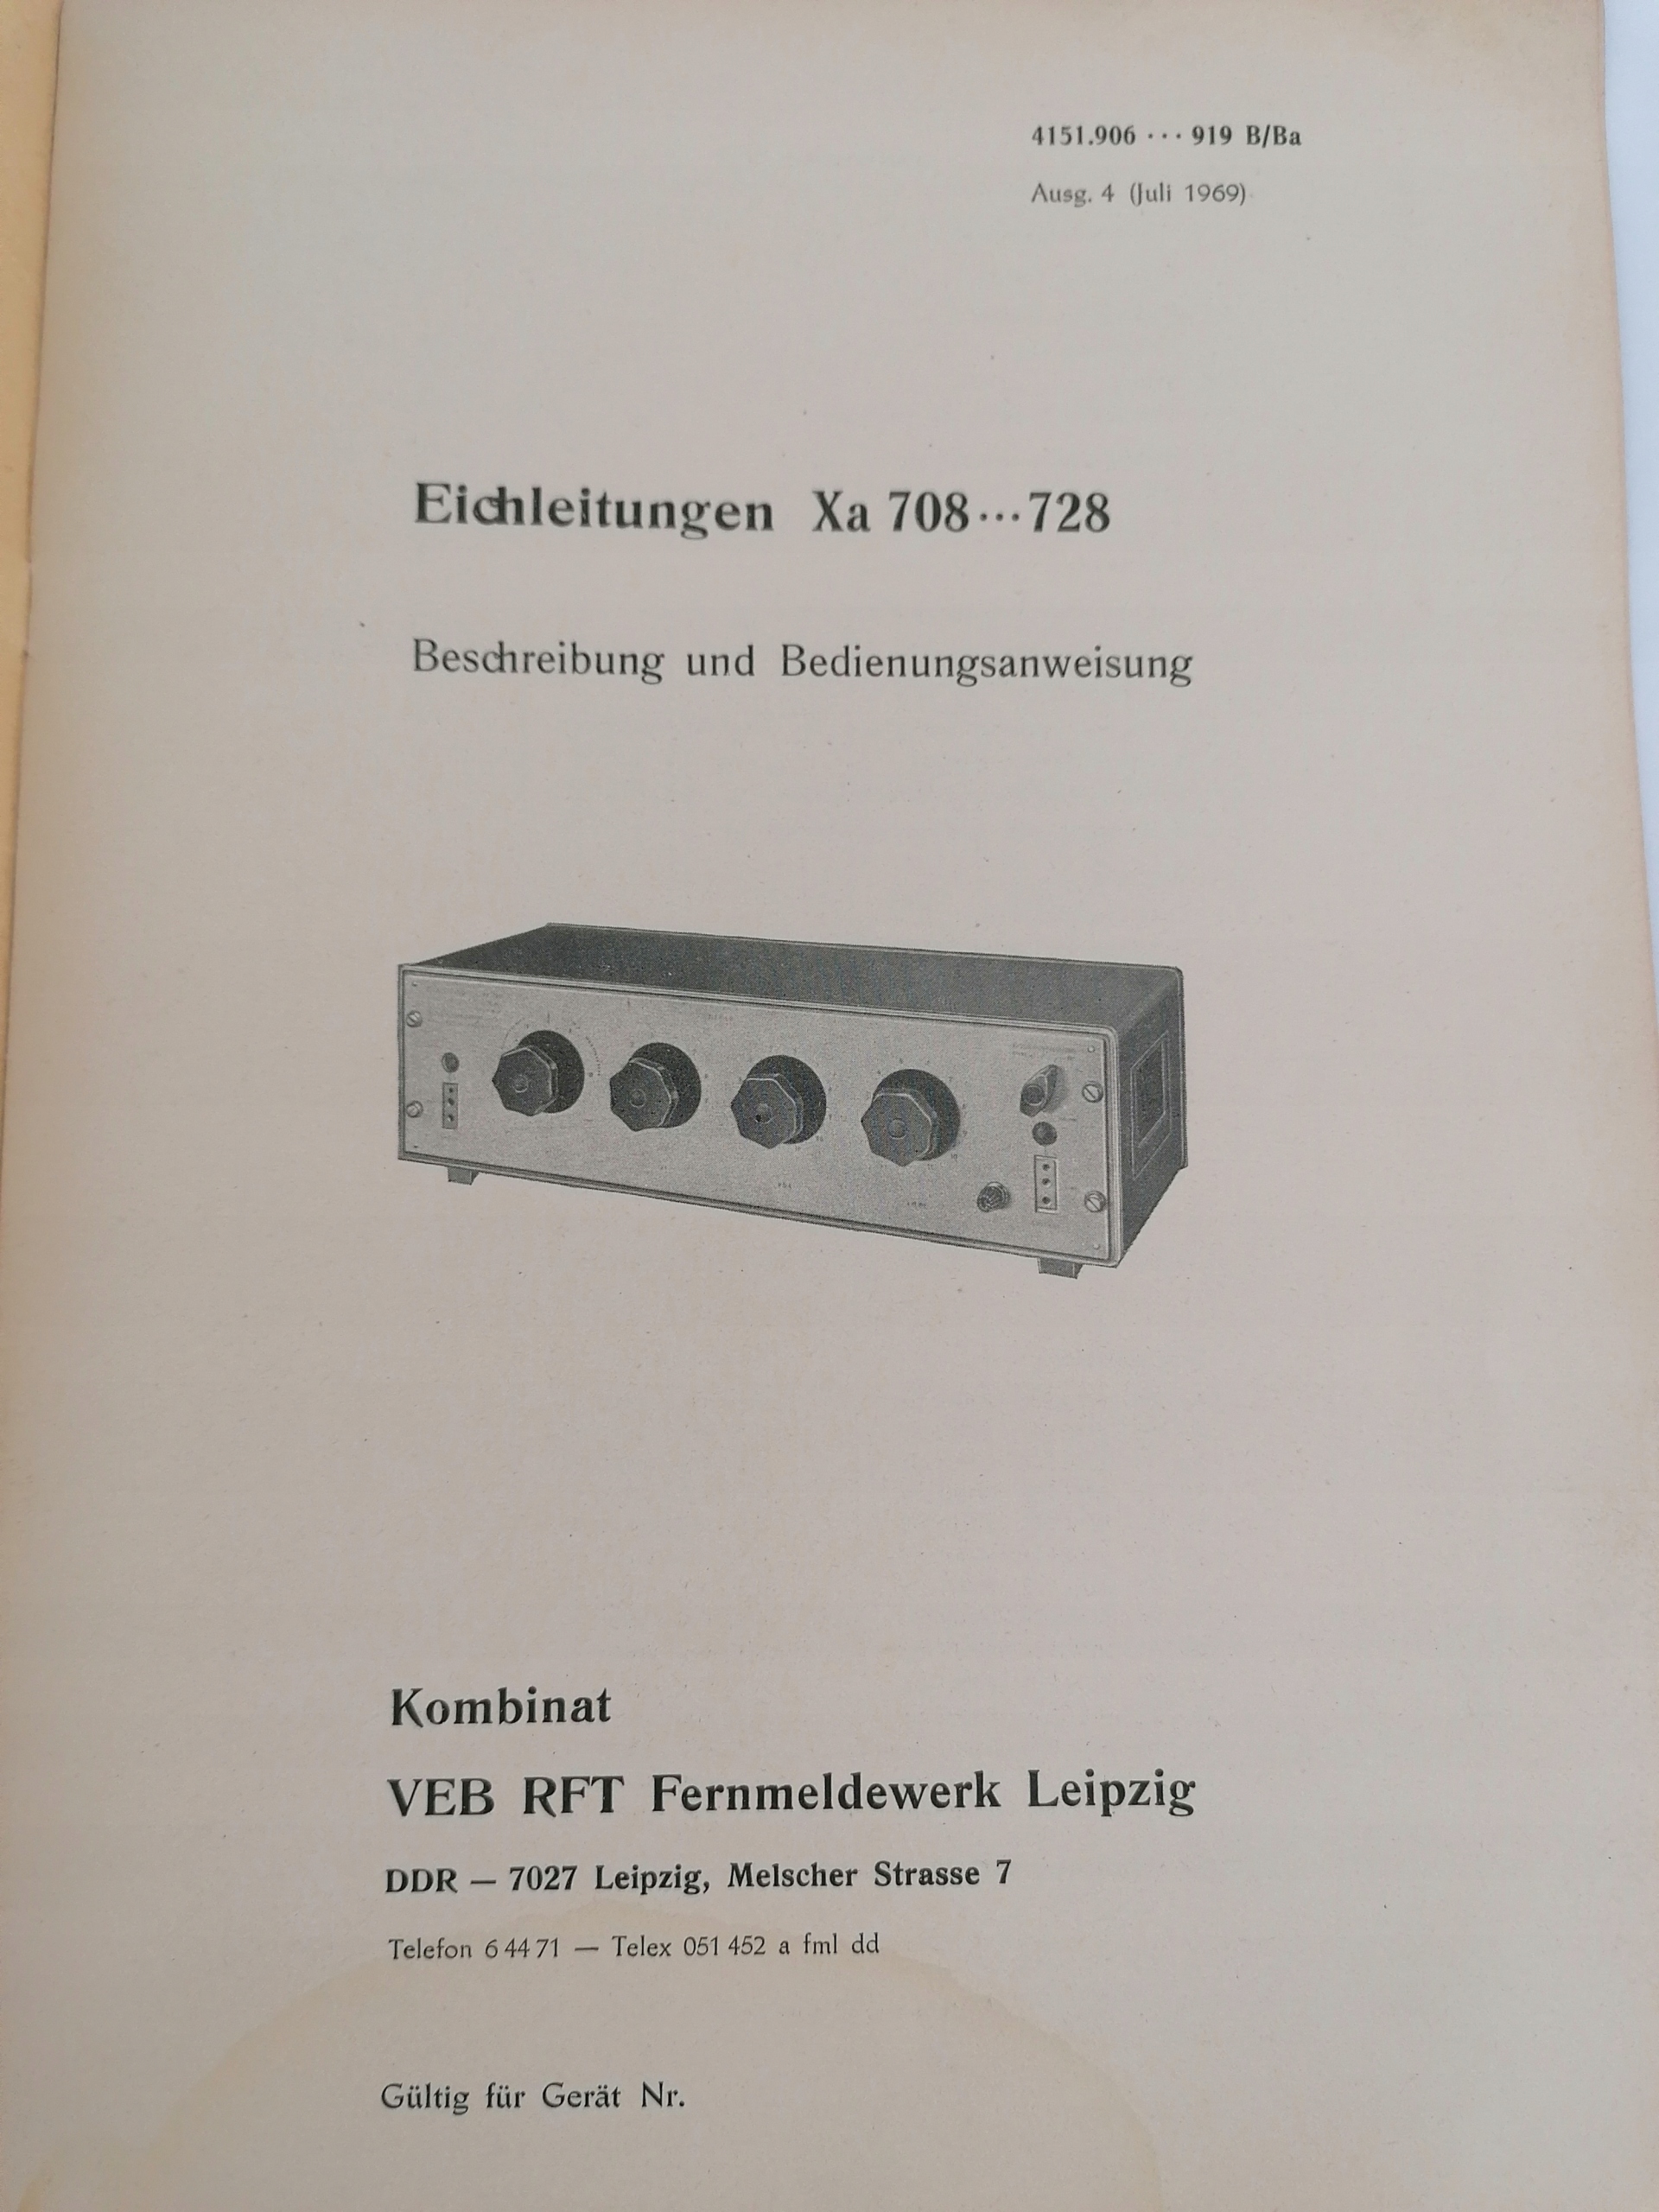 4151.906 ··· 919 B/Ba
Ausg. 4 (Juli 1969)
Eichleitungen Xa 708···728
Beschreibung und Bedienungsanweisung
Kombinat
VEB RFT Fernmeldewerk Leipzig
DDR — 7027 Leipzig, Melscher Strasse 7
Telefon 6 44 71 — Telex 051 452 a fml dd
Gültig für Gerät Nr.